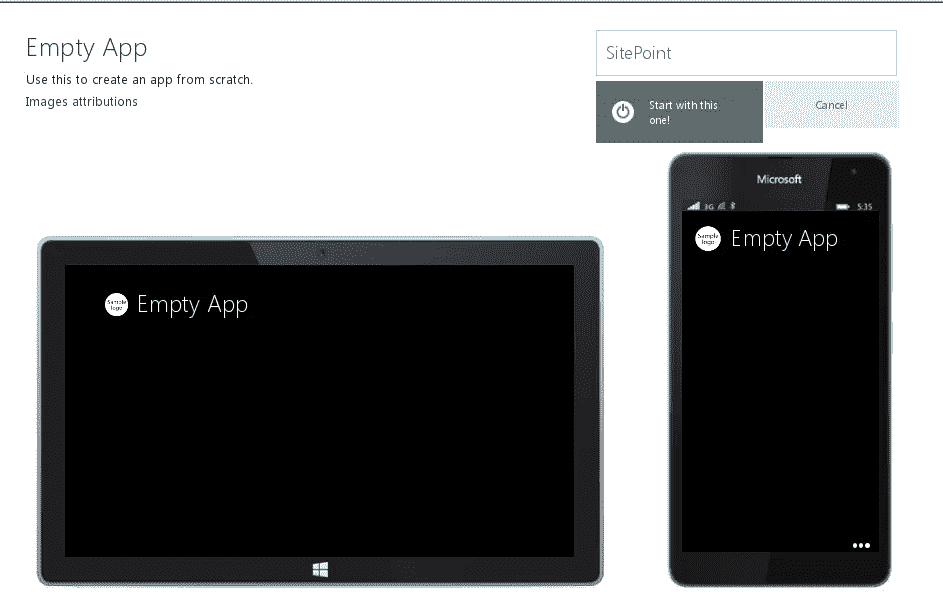 Empty App
Use this to create an app from scratch.
Images attributions
SitePoint
Start with this
one!
Cancel
Sample
logo
Empty App
Microsoft
3G
5:35
Sample
logo
Empty App